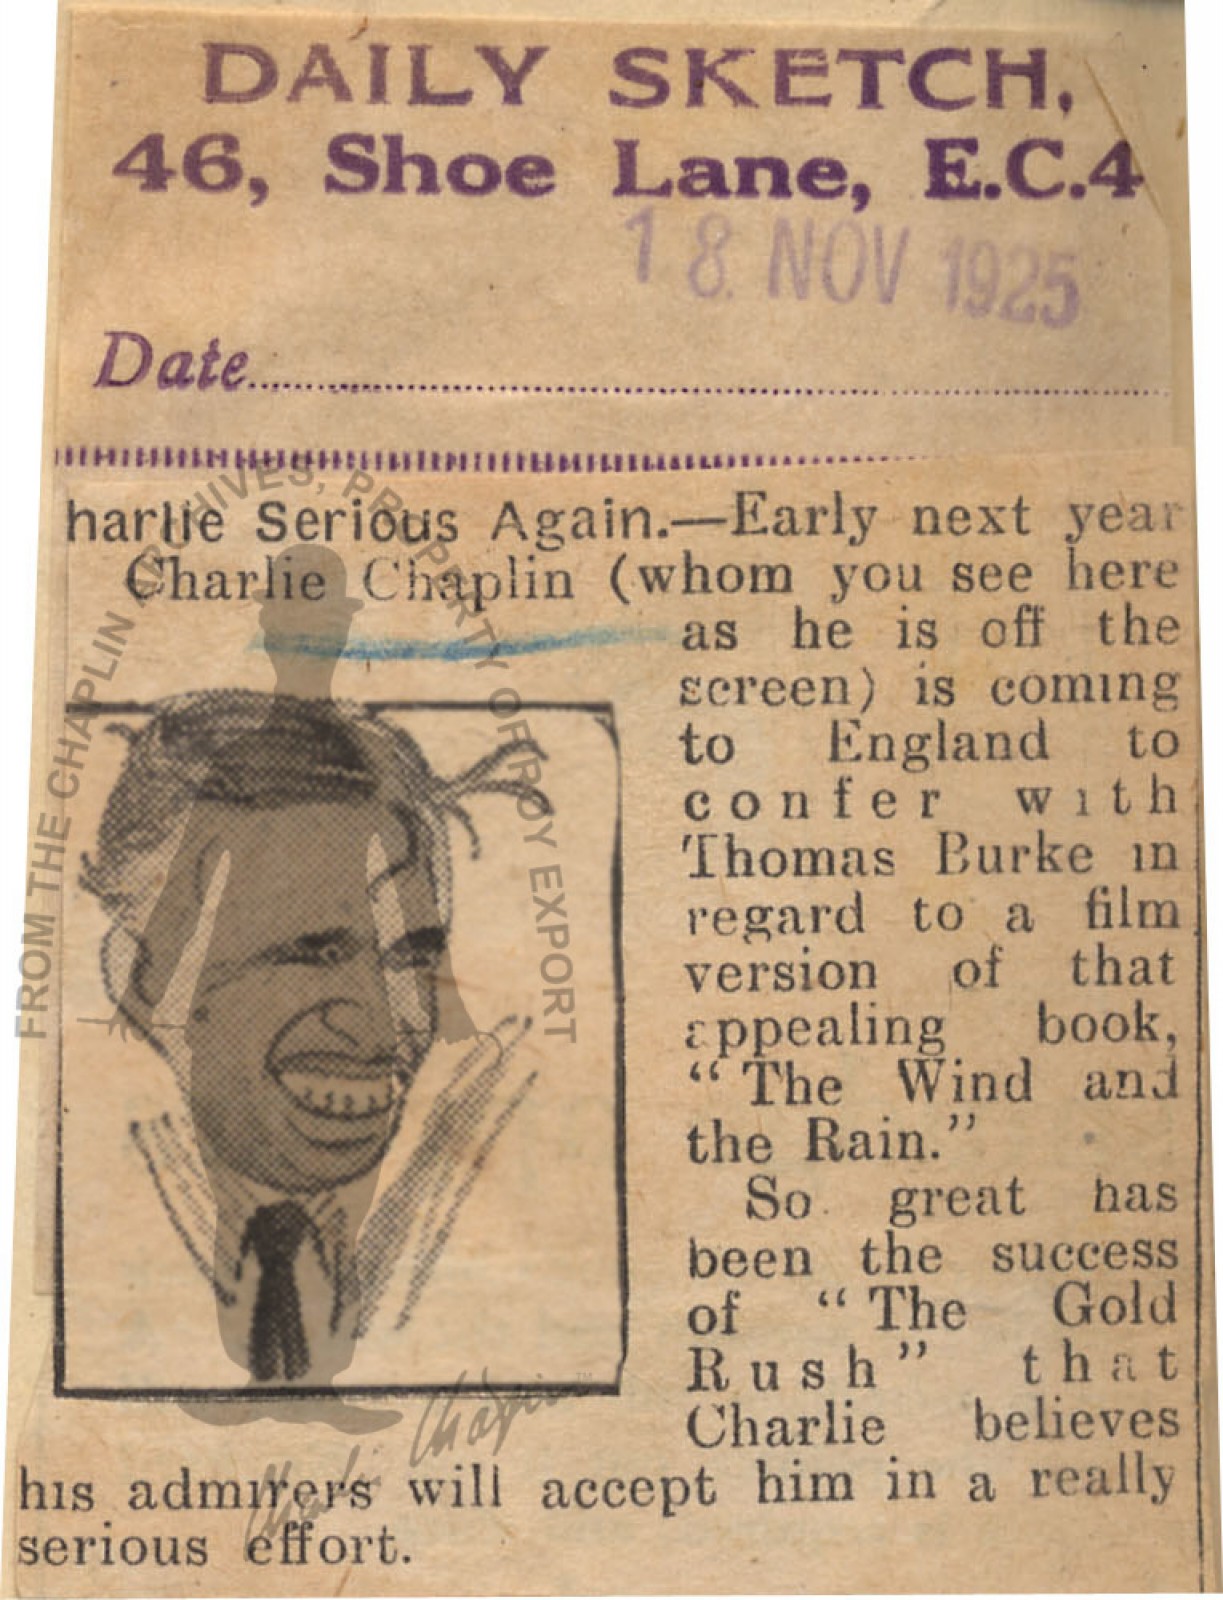 DAILY SKETCH,
46, Shoe Lane, E.C.4
18 NOV 1925
Date
harlie Serious Again.—Early next year
Charlie Chaplin (whom you see here
as he is off the
screen) is coming
to England to
confer with
Thomas Burke in
regard to a film
version of that
appealing book,
“The Wind and
the Rain.”
So great has
been the success
of “The Gold
Rush” that
Charlie believes
his admirers will accept him in a really
serious effort.
FROM THE CHAPLIN ARCHIVES, PROPERTY OF ROY EXPORT
Charlie Chaplin